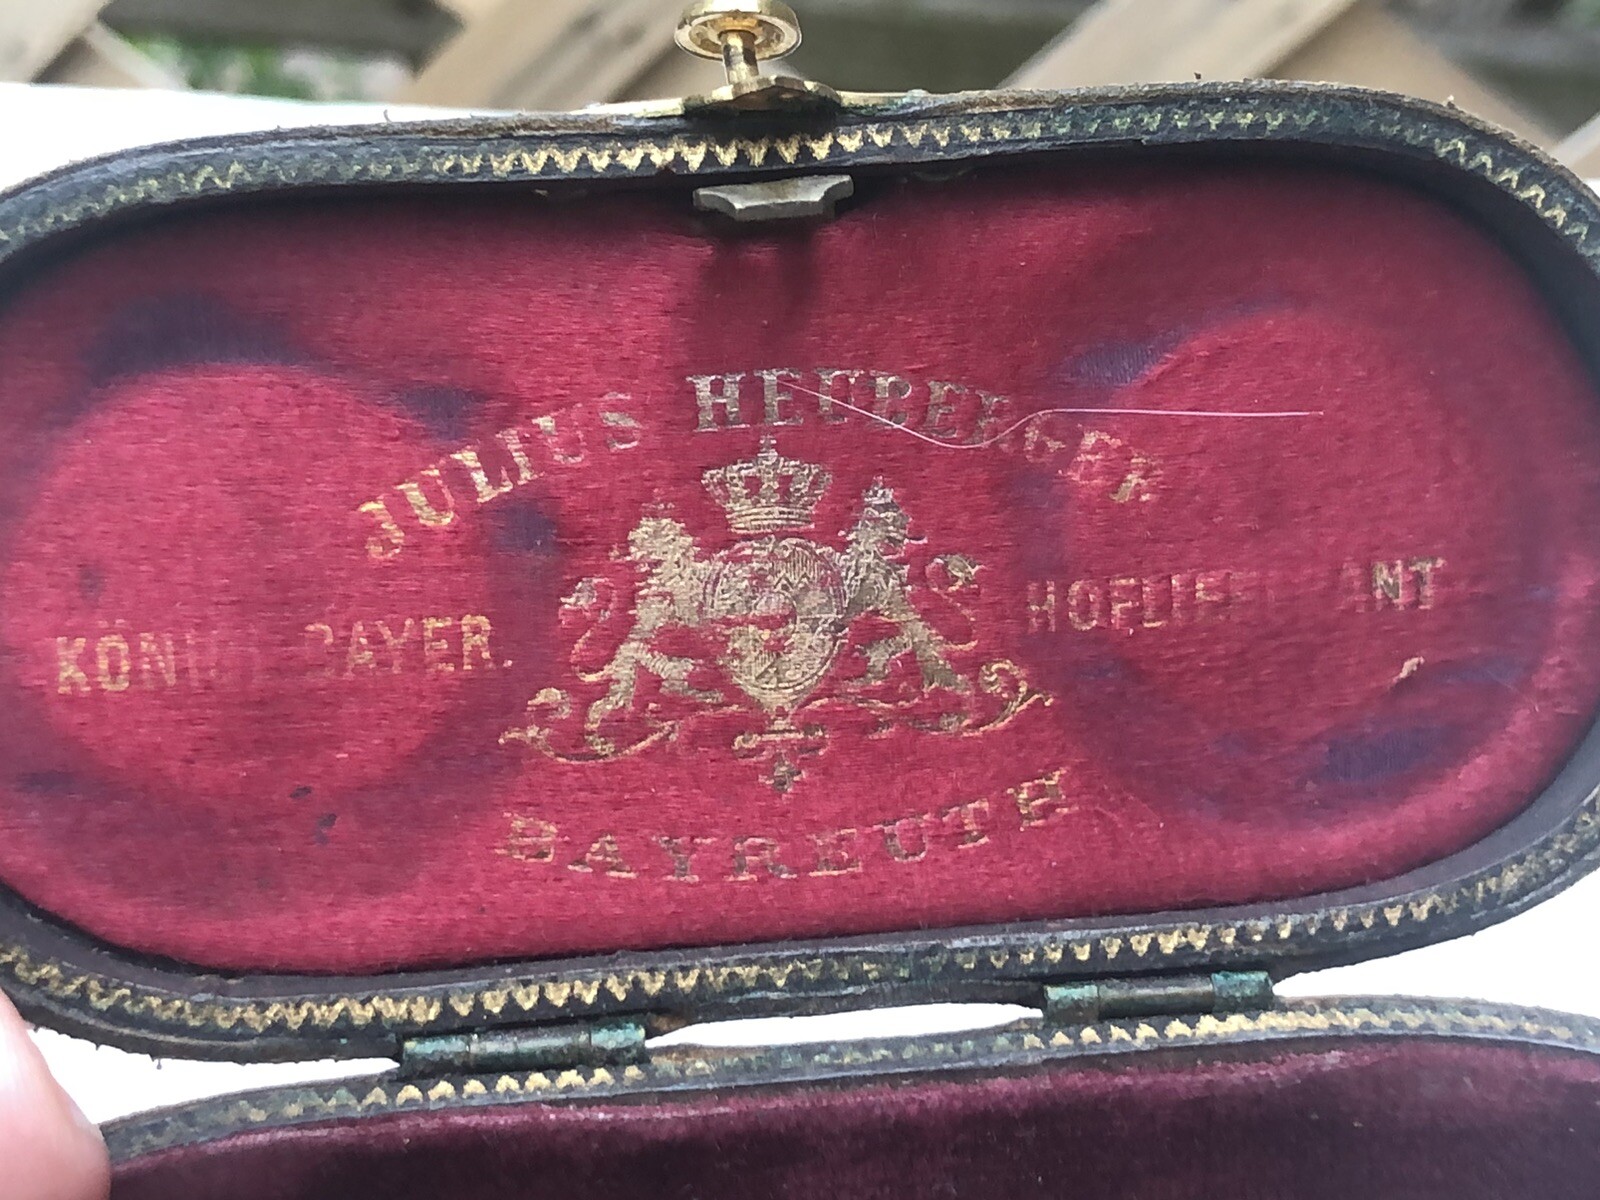 JULIUS HEUBERGER
KÖNIGL. BAYER. HOFLIEFERANT
BAYREUTH